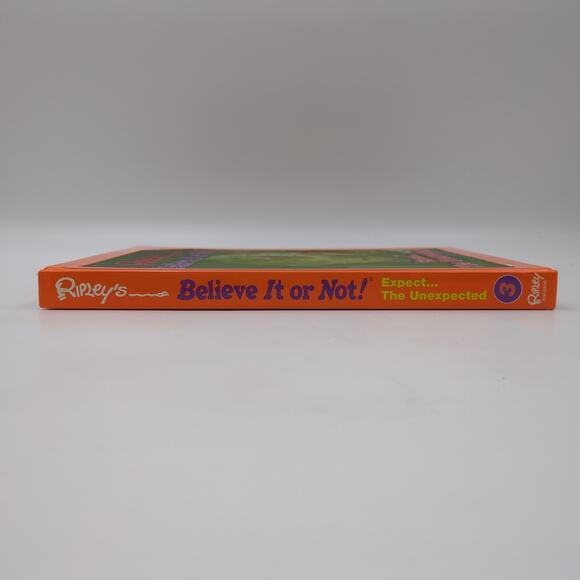 RIPLEY's
Believe It or Not!®
Expect...
The Unexpected
3
RIPLEY